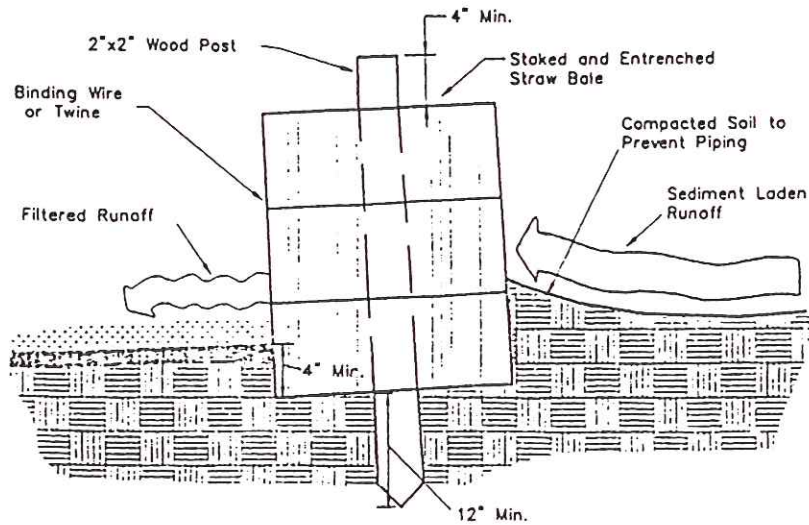 4" Min.
2"x2" Wood Post
Staked and Entrenched
Straw Bale
Binding Wire
or Twine
Compacted Soil to
Prevent Piping
Sediment Laden
Runoff
Filtered Runoff
4" Min.
12" Min.